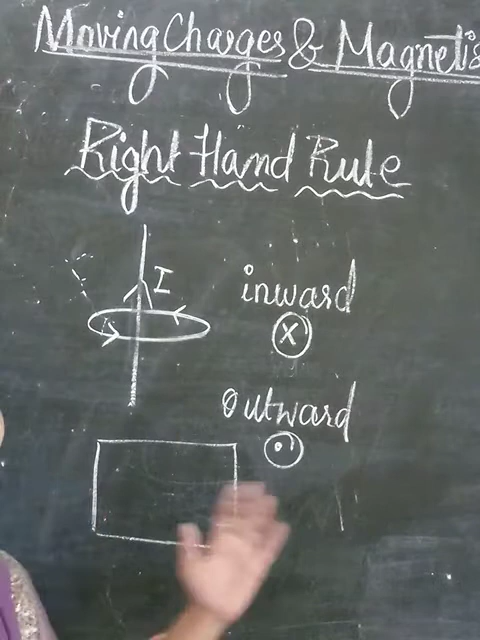 Moving Charges & Magnetis
Right Hand Rule
I
inward
X
outward